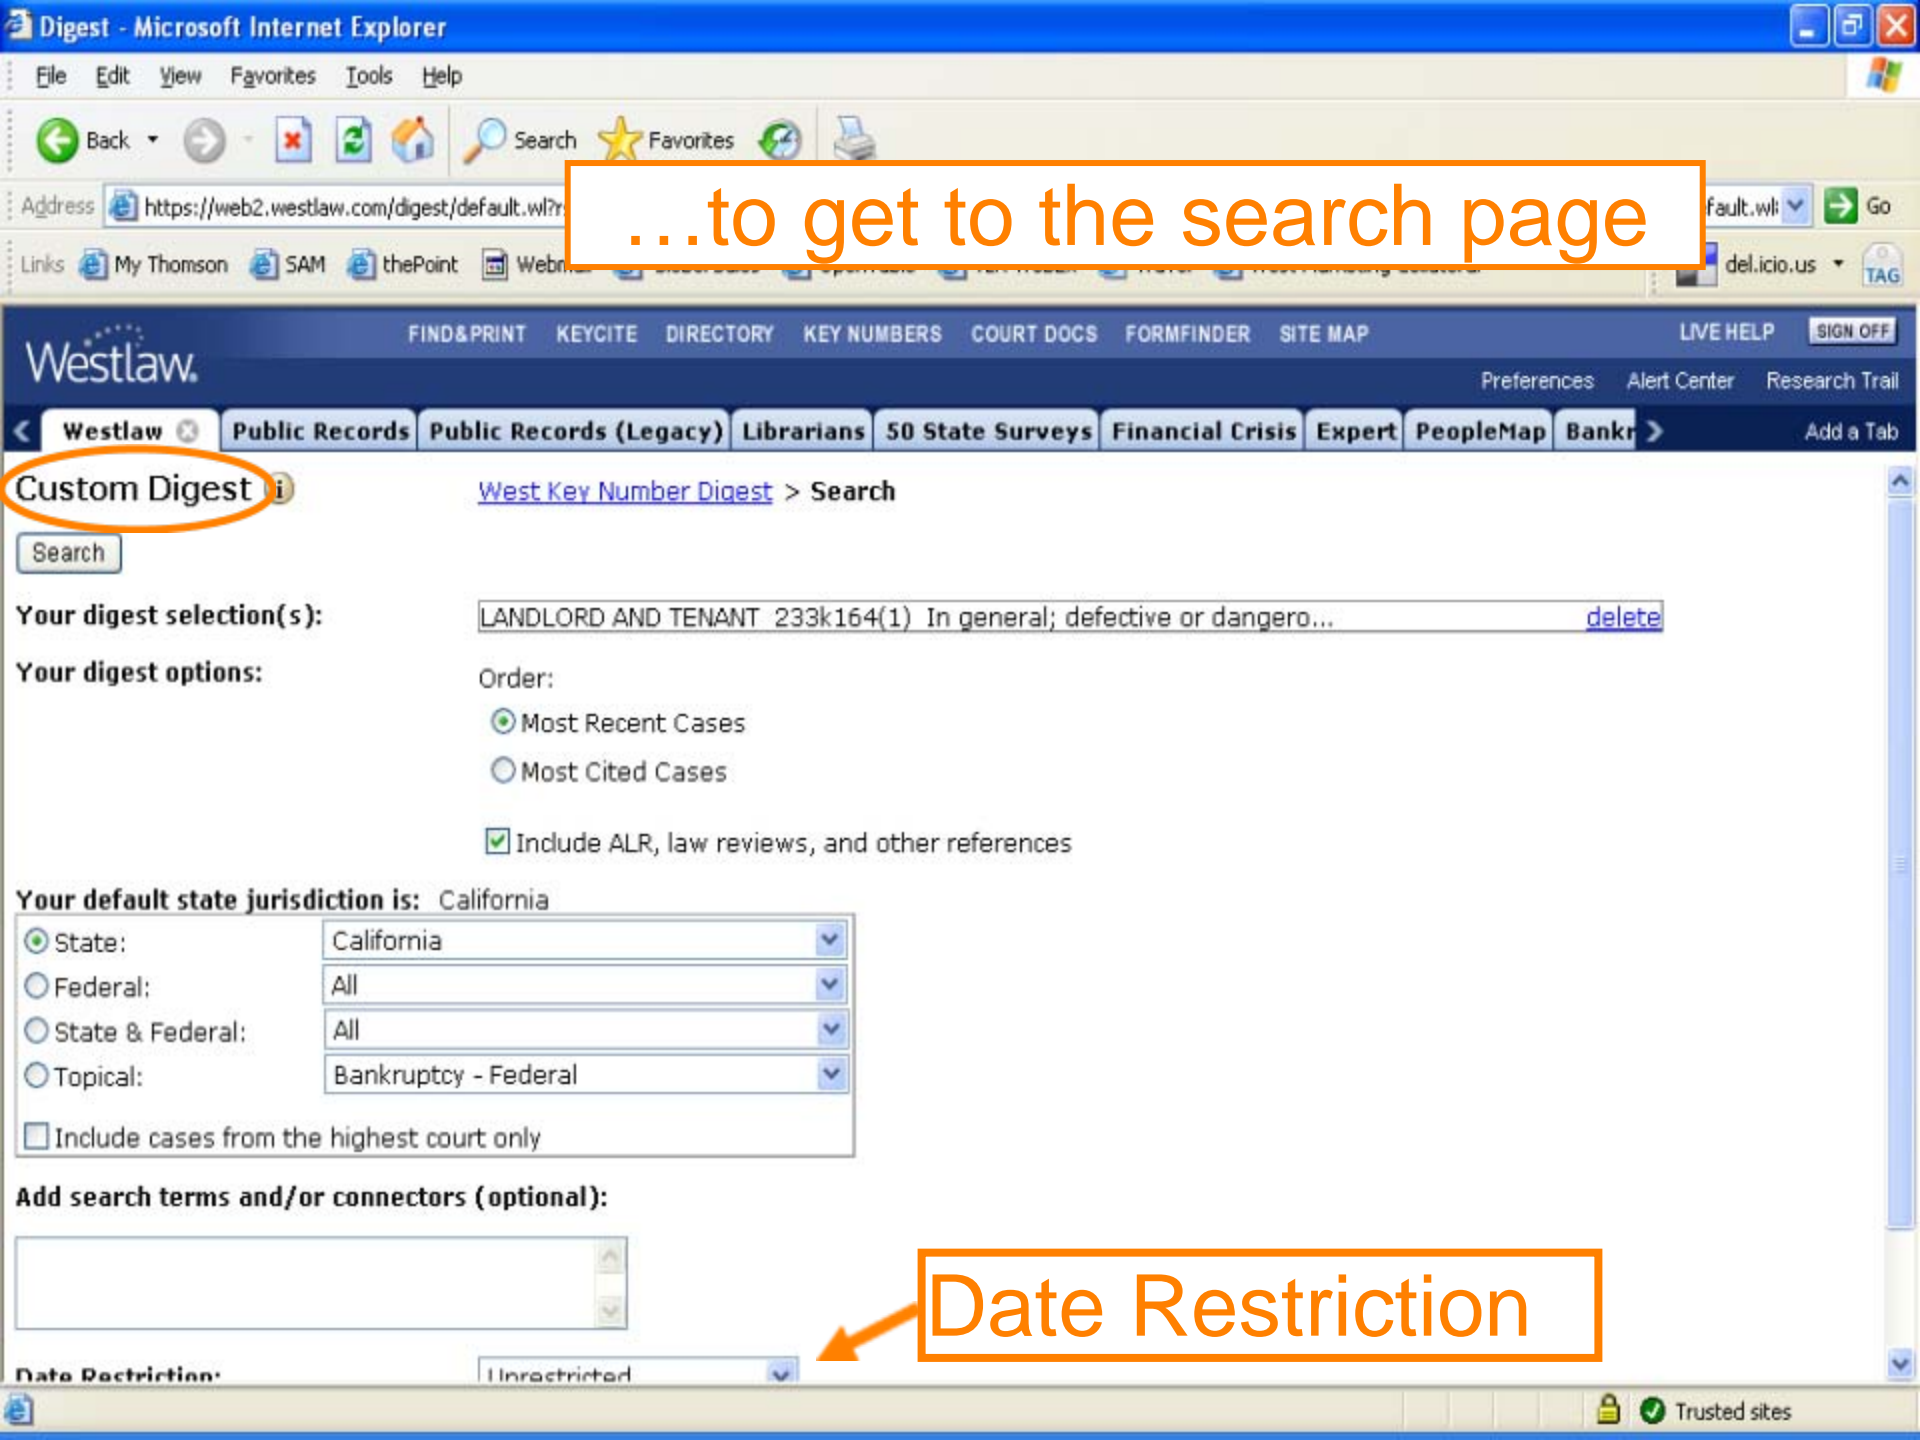 Digest - Microsoft Internet Explorer
File Edit View Favorites Tools Help
Back Search Favorites
…to get to the search page
Address https://web2.westlaw.com/digest/default.wl?r fault.wl Go
Links My Thomson SAM thePoint del.icio.us TAG
FIND&PRINT KEYCITE DIRECTORY KEY NUMBERS COURT DOCS FORMFINDER SITE MAP LIVE HELP SIGN OFF
Westlaw.
Preferences Alert Center Research Trail
Westlaw Public Records Public Records (Legacy) Librarians 50 State Surveys Financial Crisis Expert PeopleMap Bankr Add a Tab
Custom Digest i West Key Number Digest > Search
Search
Your digest selection(s): LANDLORD AND TENANT 233k164(1) In general; defective or dangero... delete
Your digest options: Order:
Most Recent Cases
Most Cited Cases
Include ALR, law reviews, and other references
Your default state jurisdiction is: California
State: California
Federal: All
State & Federal: All
Topical: Bankruptcy - Federal
Include cases from the highest court only
Add search terms and/or connectors (optional):
Date Restriction
Date Restriction: Unrestricted
Trusted sites